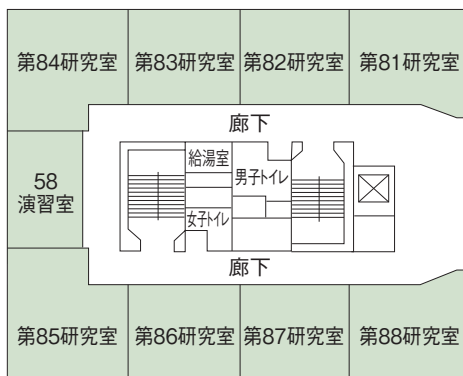 第84研究室
第83研究室
第82研究室
第81研究室
廊下
給湯室
男子トイレ
58
演習室
女子トイレ
廊下
第85研究室
第86研究室
第87研究室
第88研究室